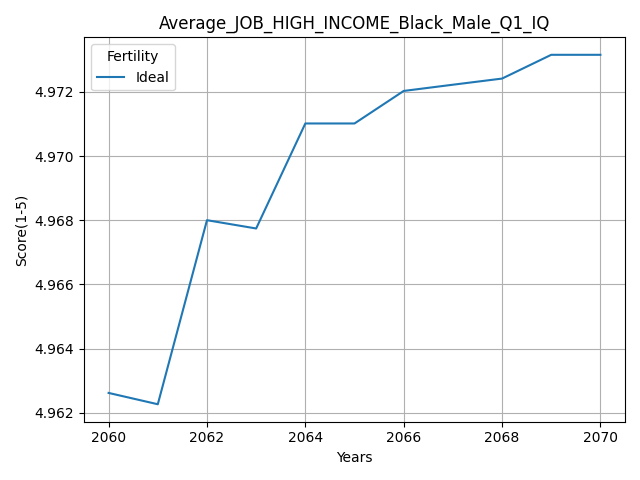 Average_JOB_HIGH_INCOME_Black_Male_Q1_IQ
Fertility
Ideal
Score(1-5)
4.972
4.970
4.968
4.966
4.964
4.962
2060 2062 2064 2066 2068 2070
Years